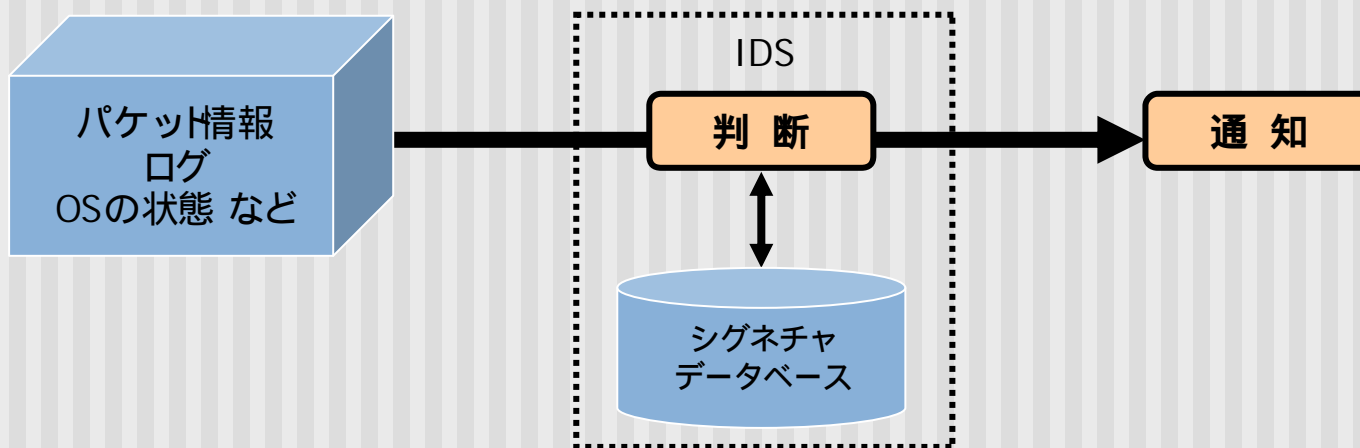 パケット情報
ログ
OSの状態 など
IDS
判 断
通 知
シグネチャ
データベース